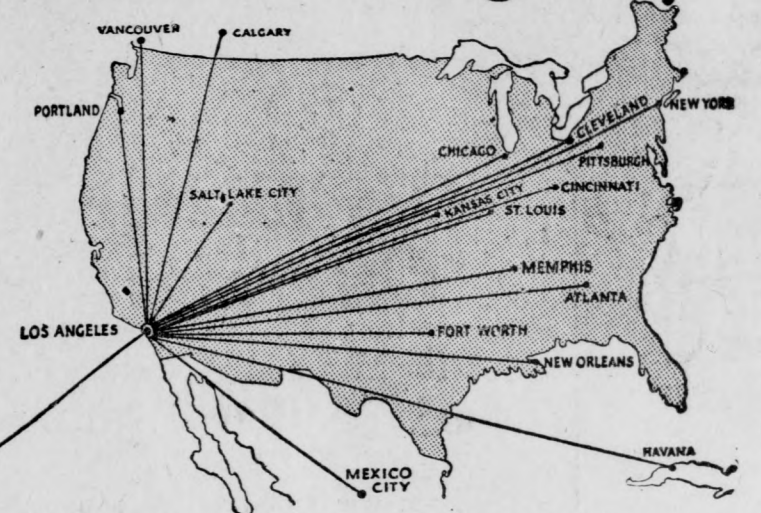 VANCOUVER
CALGARY
PORTLAND
NEW YORK
CLEVELAND
CHICAGO
PITTSBURGH
SALT LAKE CITY
KANSAS CITY
CINCINNATI
ST. LOUIS
MEMPHIS
ATLANTA
LOS ANGELES
FORT WORTH
NEW ORLEANS
HAVANA
MEXICO
CITY